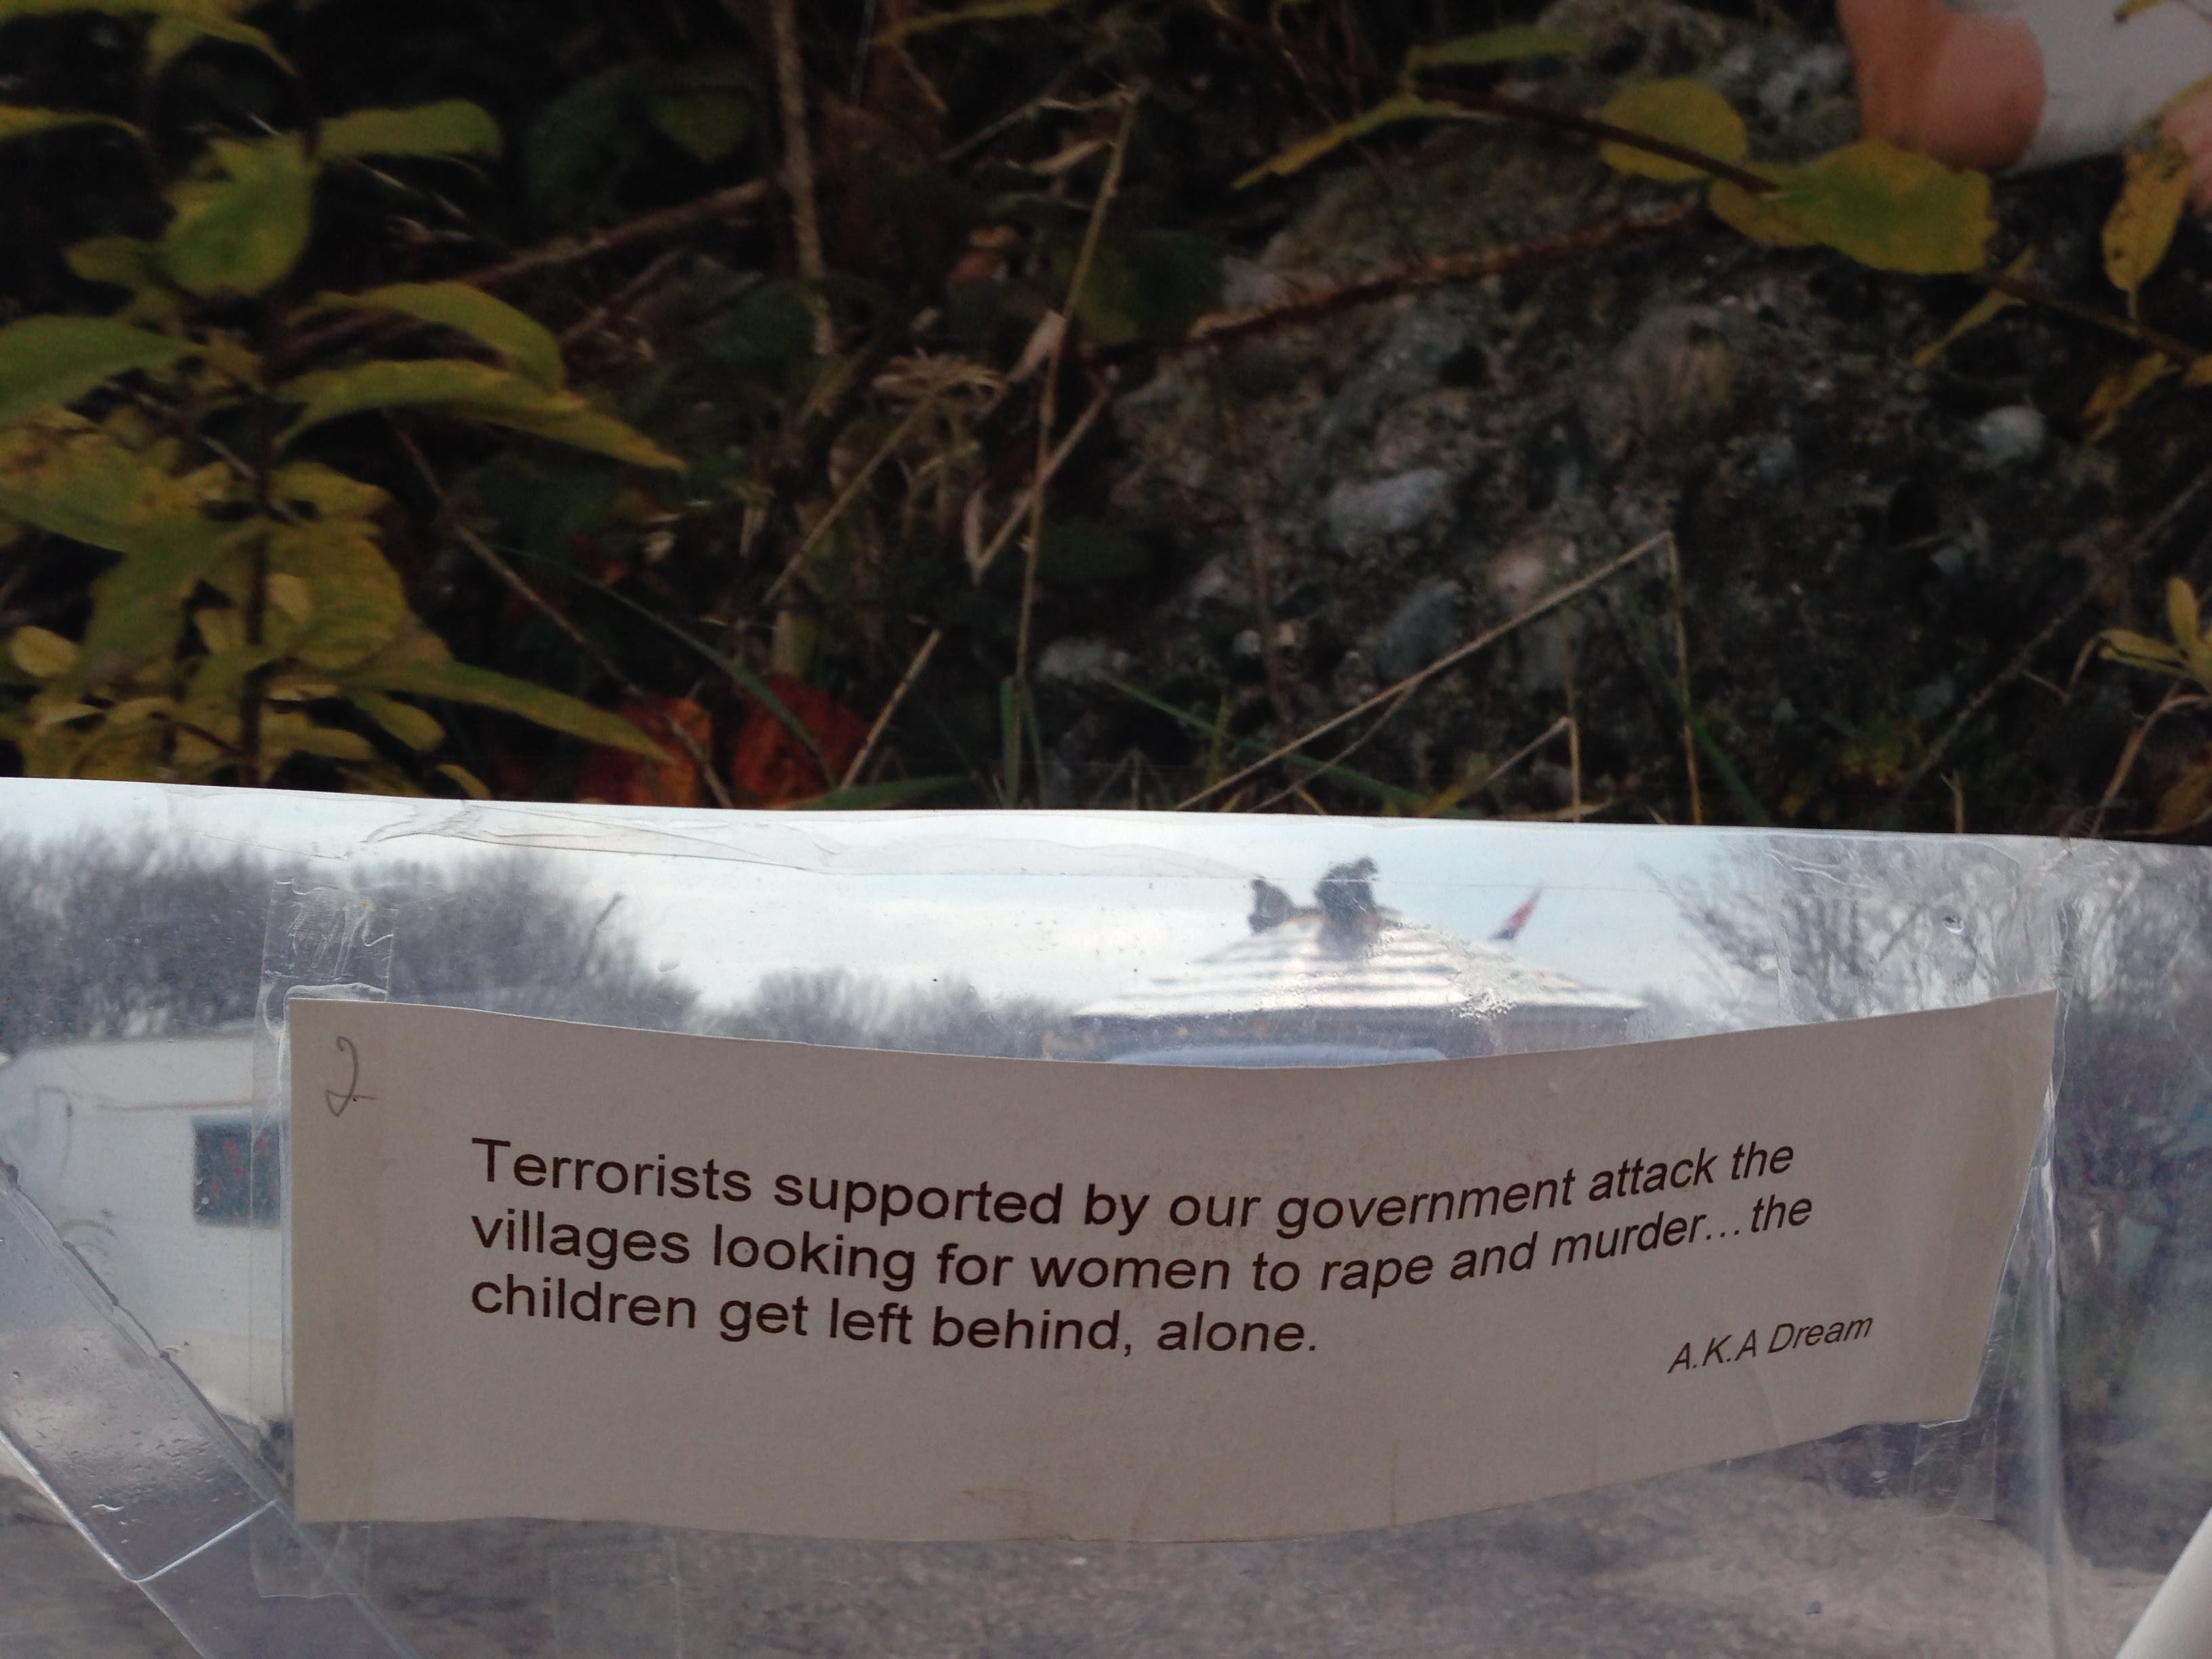 2
Terrorists supported by our government attack the
villages looking for women to rape and murder...the
children get left behind, alone.
A.K.A Dream